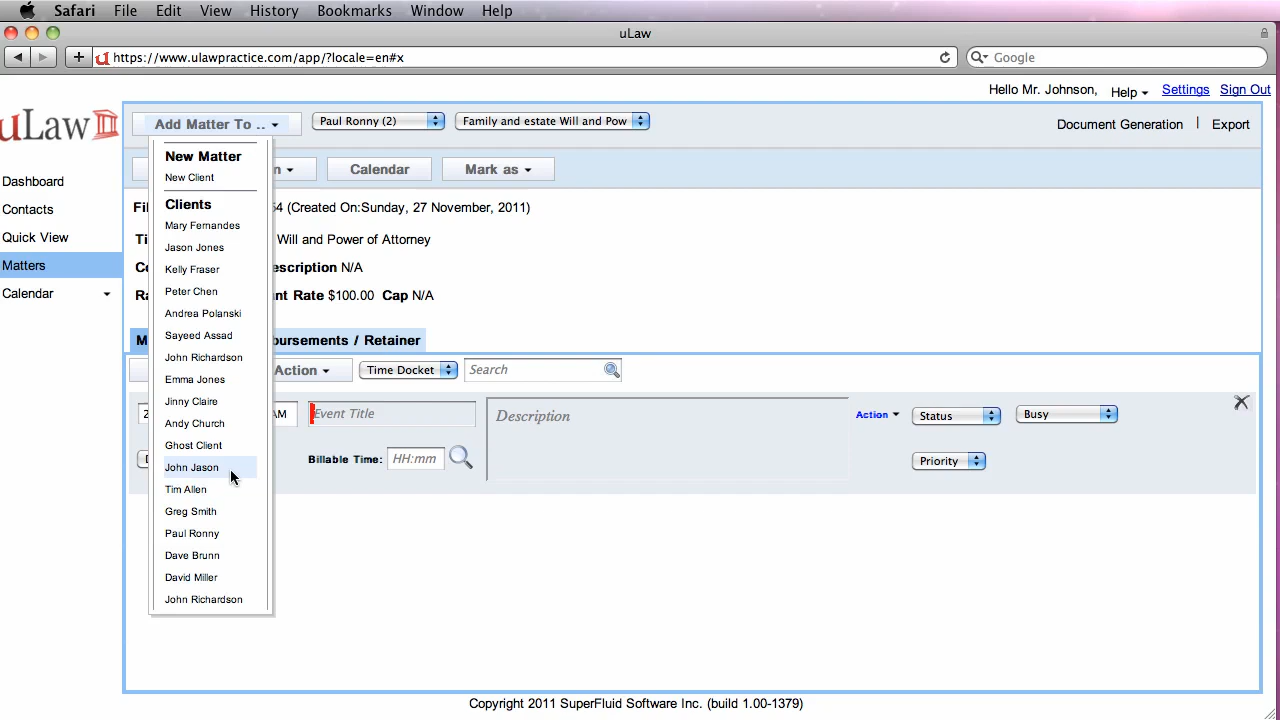 Safari File Edit View History Bookmarks Window Help
uLaw
https://www.ulawpractice.com/app/?locale=en#x
Google
Hello Mr. Johnson, Help Settings Sign Out
uLaw
Add Matter To .. Paul Ronny (2) Family and estate Will and Pow Document Generation | Export
New Matter
New Client
n Calendar Mark as
Dashboard
Contacts
Quick View
Matters
Calendar
Clients
Mary Fernandes
Jason Jones
Kelly Fraser
Peter Chen
Andrea Polanski
Sayeed Assad
John Richardson
Emma Jones
Jinny Claire
Andy Church
Ghost Client
John Jason
Tim Allen
Greg Smith
Paul Ronny
Dave Brunn
David Miller
John Richardson
Fil 4 (Created On:Sunday, 27 November, 2011)
Ti Will and Power of Attorney
Co escription N/A
Ra nt Rate $100.00 Cap N/A
M bursements / Retainer
Action Time Docket Search
2 AM Event Title Description Action Status Busy
Billable Time: HH:mm Priority
Copyright 2011 SuperFluid Software Inc. (build 1.00-1379)